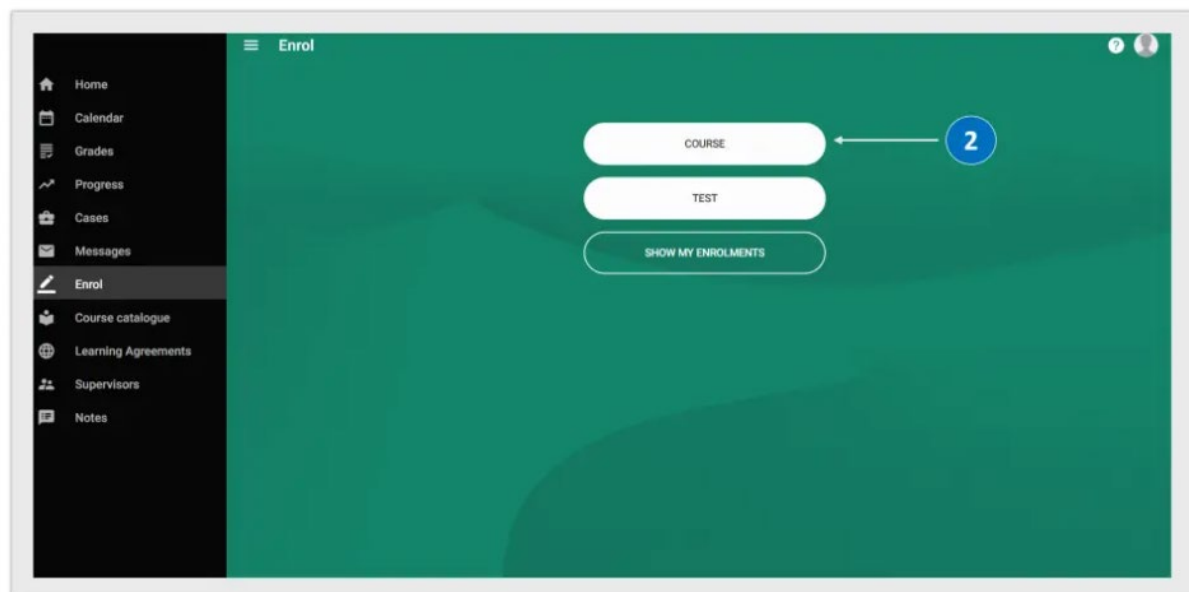 Enrol
Home
Calendar
Grades
Progress
Cases
Messages
Enrol
Course catalogue
Learning Agreements
Supervisors
Notes
COURSE
2
TEST
SHOW MY ENROLMENTS
?